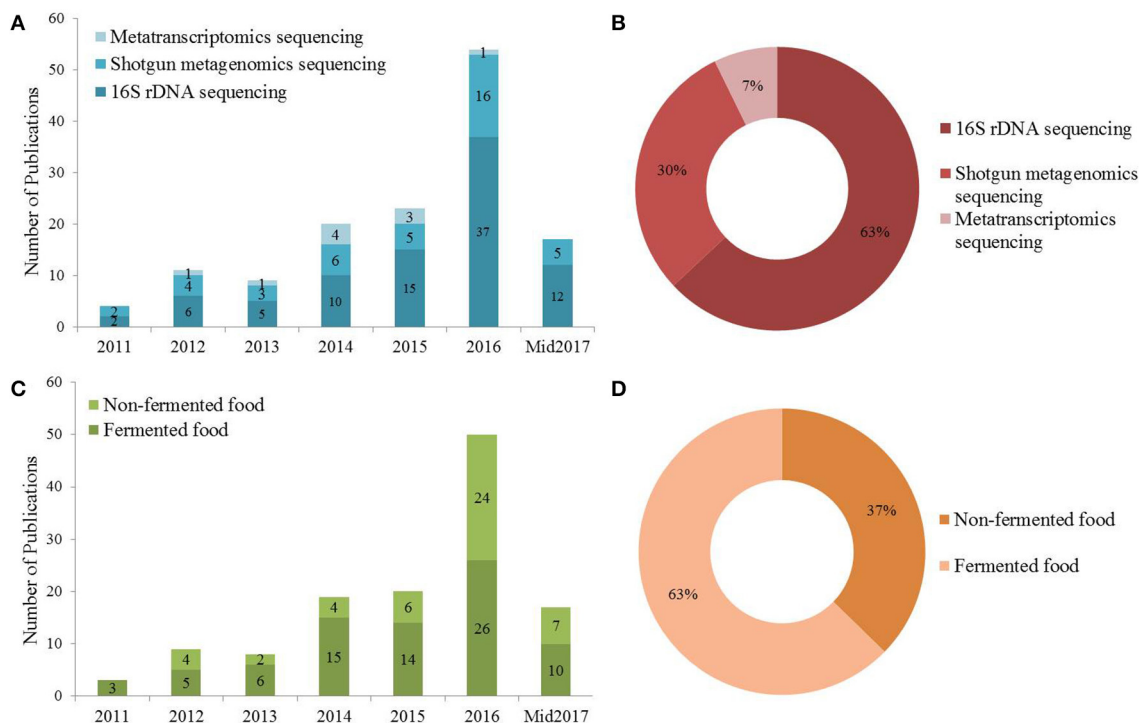 A
60
50
40
30
20
10
0
Number of Publications
Metatranscriptomics sequencing
Shotgun metagenomics sequencing
16S rDNA sequencing
2
2
1
4
6
1
3
5
4
6
10
3
5
15
1
16
37
5
12
2011 2012 2013 2014 2015 2016 Mid2017
B
7%
30%
63%
16S rDNA sequencing
Shotgun metagenomics
sequencing
Metatranscriptomics
sequencing
C
60
50
40
30
20
10
0
Number of Publications
Non-fermented food
Fermented food
3
4
5
2
6
4
15
6
14
24
26
7
10
2011 2012 2013 2014 2015 2016 Mid2017
D
37%
63%
Non-fermented food
Fermented food